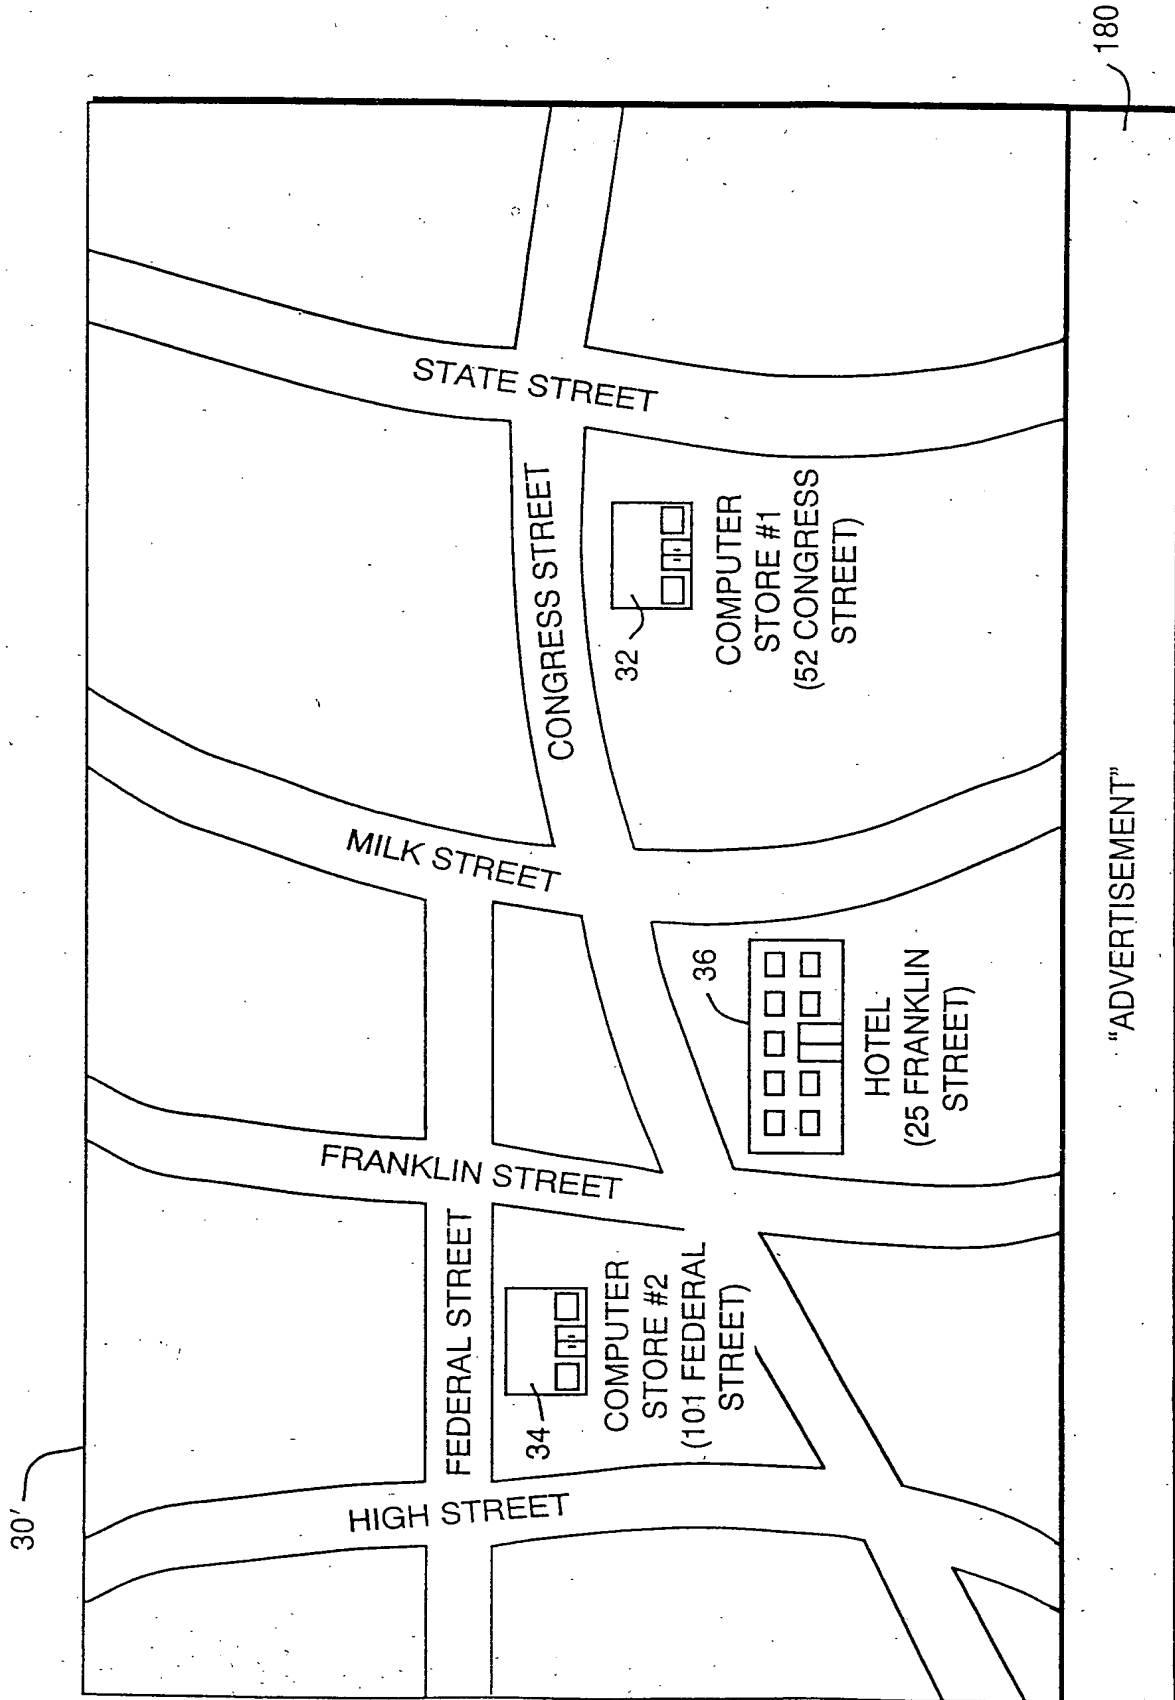 30'
HIGH STREET
FEDERAL STREET
FRANKLIN STREET
MILK STREET
STATE STREET
CONGRESS STREET
34
COMPUTER
STORE #2
(101 FEDERAL
STREET)
32
COMPUTER
STORE #1
(52 CONGRESS
STREET)
36
HOTEL
(25 FRANKLIN
STREET)
"ADVERTISEMENT"
180